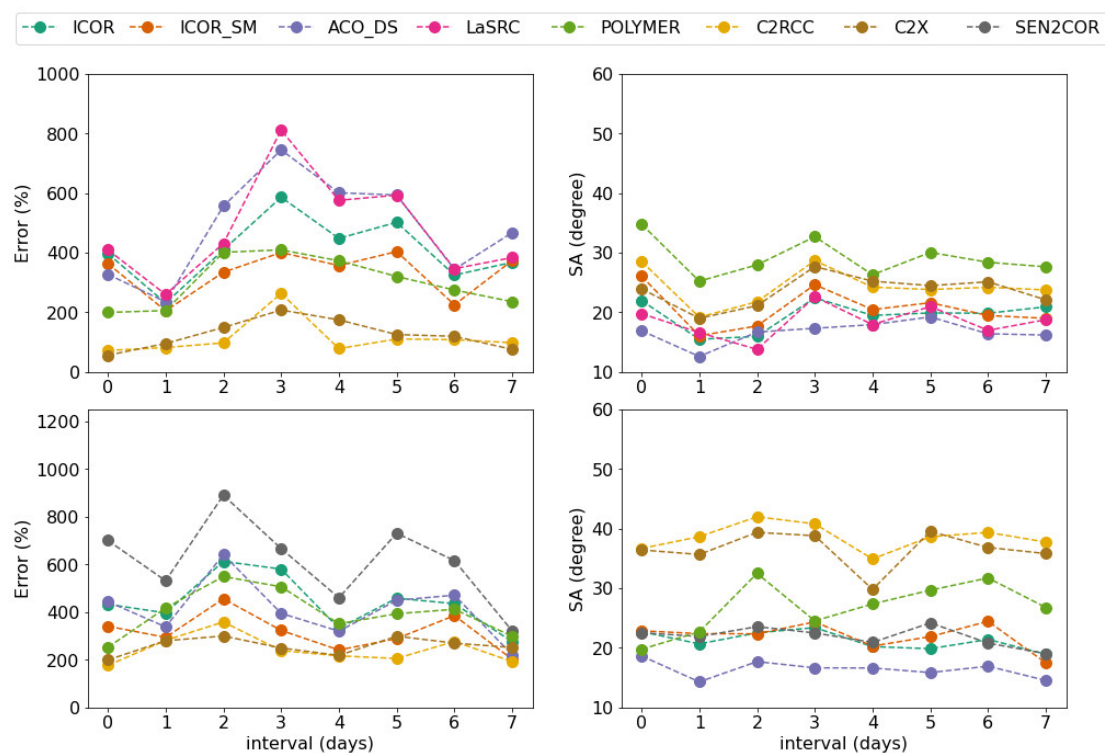 ICOR ICOR_SM ACO_DS LaSRC POLYMER C2RCC C2X SEN2COR
1000
800
600
400
200
0
Error (%)
0 1 2 3 4 5 6 7
60
50
40
30
20
10
SA (degree)
0 1 2 3 4 5 6 7
1200
1000
800
600
400
200
0
Error (%)
0 1 2 3 4 5 6 7
interval (days)
60
50
40
30
20
10
SA (degree)
0 1 2 3 4 5 6 7
interval (days)